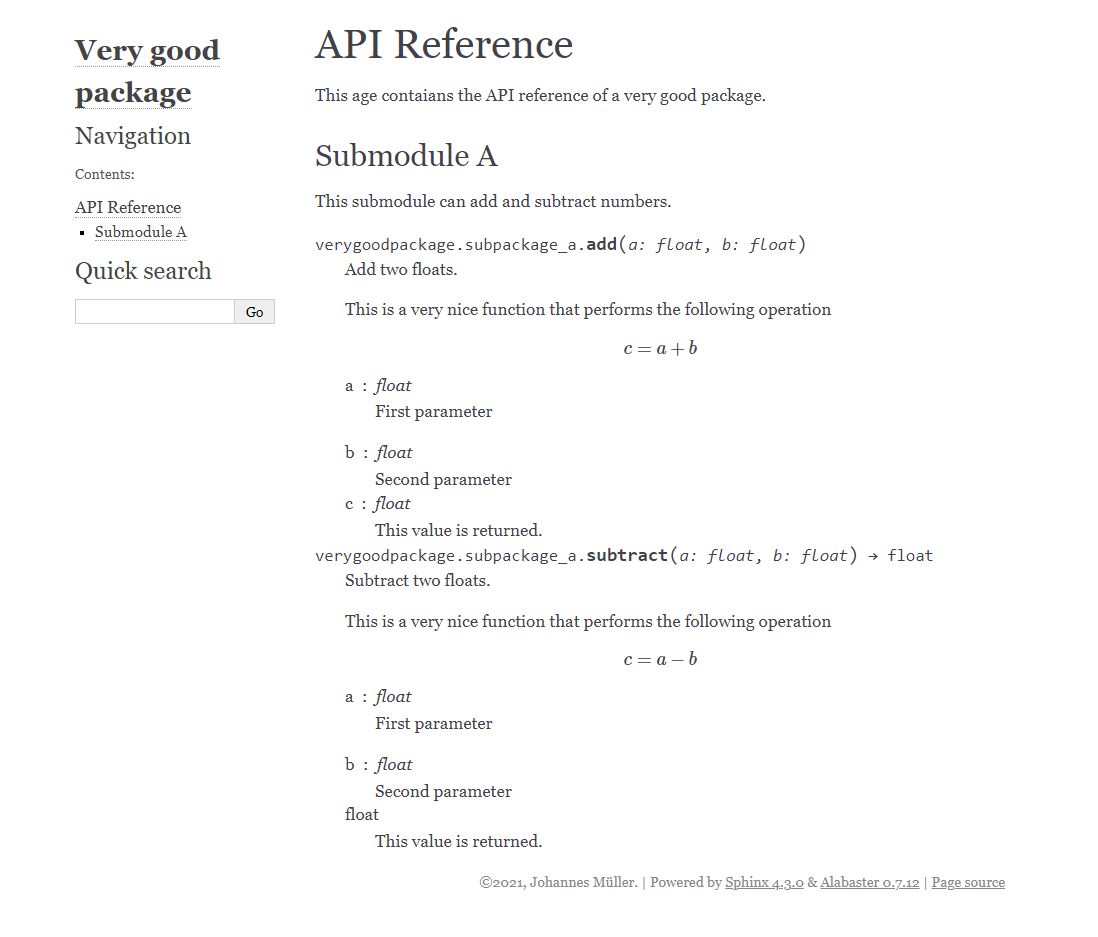 Very good
package
Navigation
Contents:
API Reference
Submodule A
Quick search
Go
API Reference
This age contaians the API reference of a very good package.
Submodule A
This submodule can add and subtract numbers.
verygoodpackage.subpackage_a.add(a: float, b: float)
Add two floats.
This is a very nice function that performs the following operation
c = a + b
a : float
First parameter
b : float
Second parameter
c : float
This value is returned.
verygoodpackage.subpackage_a.subtract(a: float, b: float) → float
Subtract two floats.
This is a very nice function that performs the following operation
c = a − b
a : float
First parameter
b : float
Second parameter
float
This value is returned.
©2021, Johannes Müller. | Powered by Sphinx 4.3.0 & Alabaster 0.7.12 | Page source